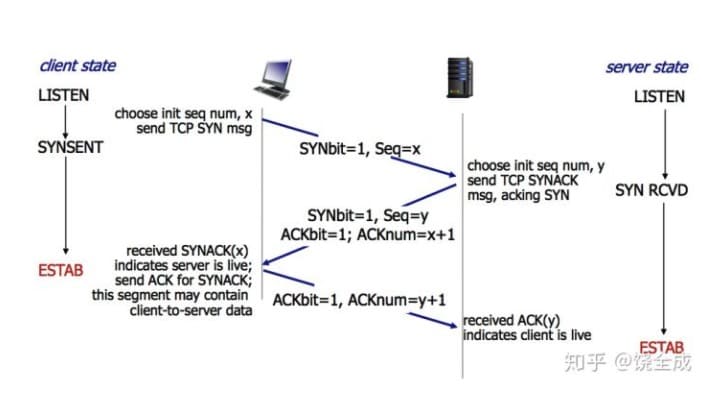 client state
server state
LISTEN
LISTEN
choose init seq num, x
send TCP SYN msg
SYNSENT
SYNbit=1, Seq=x
choose init seq num, y
send TCP SYNACK
msg, acking SYN
SYN RCVD
SYNbit=1, Seq=y
ACKbit=1; ACKnum=x+1
received SYNACK(x)
indicates server is live;
send ACK for SYNACK;
this segment may contain
client-to-server data
ESTAB
ACKbit=1, ACKnum=y+1
received ACK(y)
indicates client is live
ESTAB
知乎 @饶全成